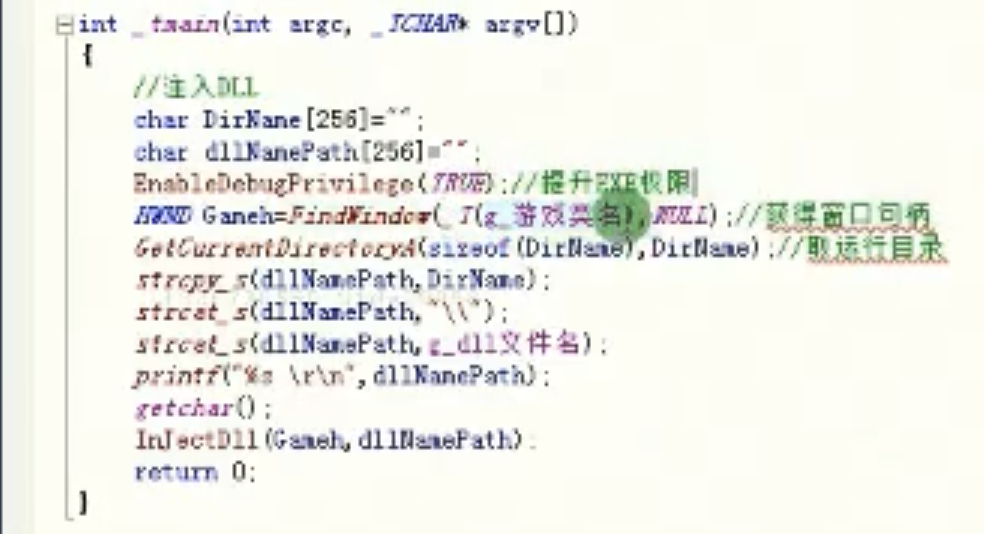 int _tmain(int argc, _TCHAR* argv[])
{
//注入DLL
char DirName[256]="";
char dllNamePath[256]="";
EnableDebugPrivilege(TRUE);//提升EXE权限
HWND Gameh=FindWindow(_T(g_游戏类名),NULL);//获得窗口句柄
GetCurrentDirectoryA(sizeof(DirName),DirName);//取运行目录
strcpy_s(dllNamePath,DirName);
strcat_s(dllNamePath,"\\");
strcat_s(dllNamePath,g_dll文件名);
printf("%s \r\n",dllNamePath);
getchar();
InJectDll(Gameh,dllNamePath);
return 0;
}